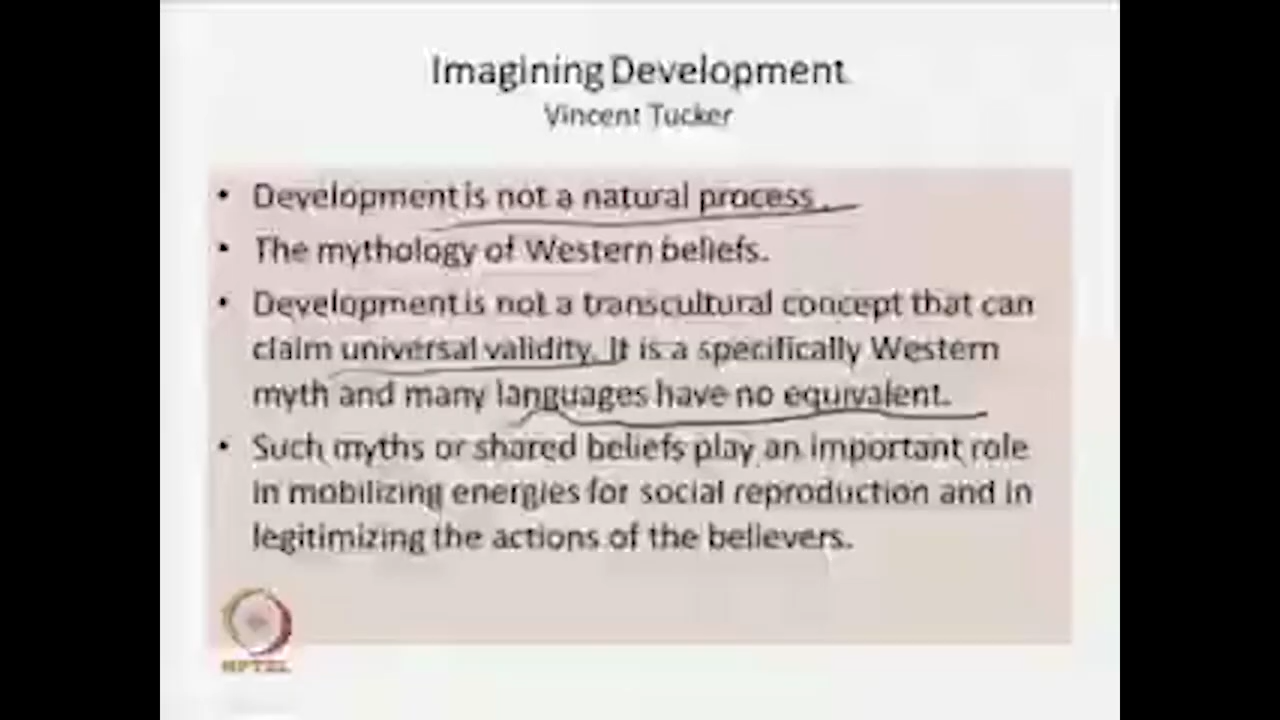 Imagining Development
Vincent Tucker
• Development is not a natural process.
• The mythology of Western beliefs.
• Development is not a transcultural concept that can
claim universal validity. It is a specifically Western
myth and many languages have no equivalent.
• Such myths or shared beliefs play an important role
in mobilizing energies for social reproduction and in
legitimizing the actions of the believers.
NPTEL